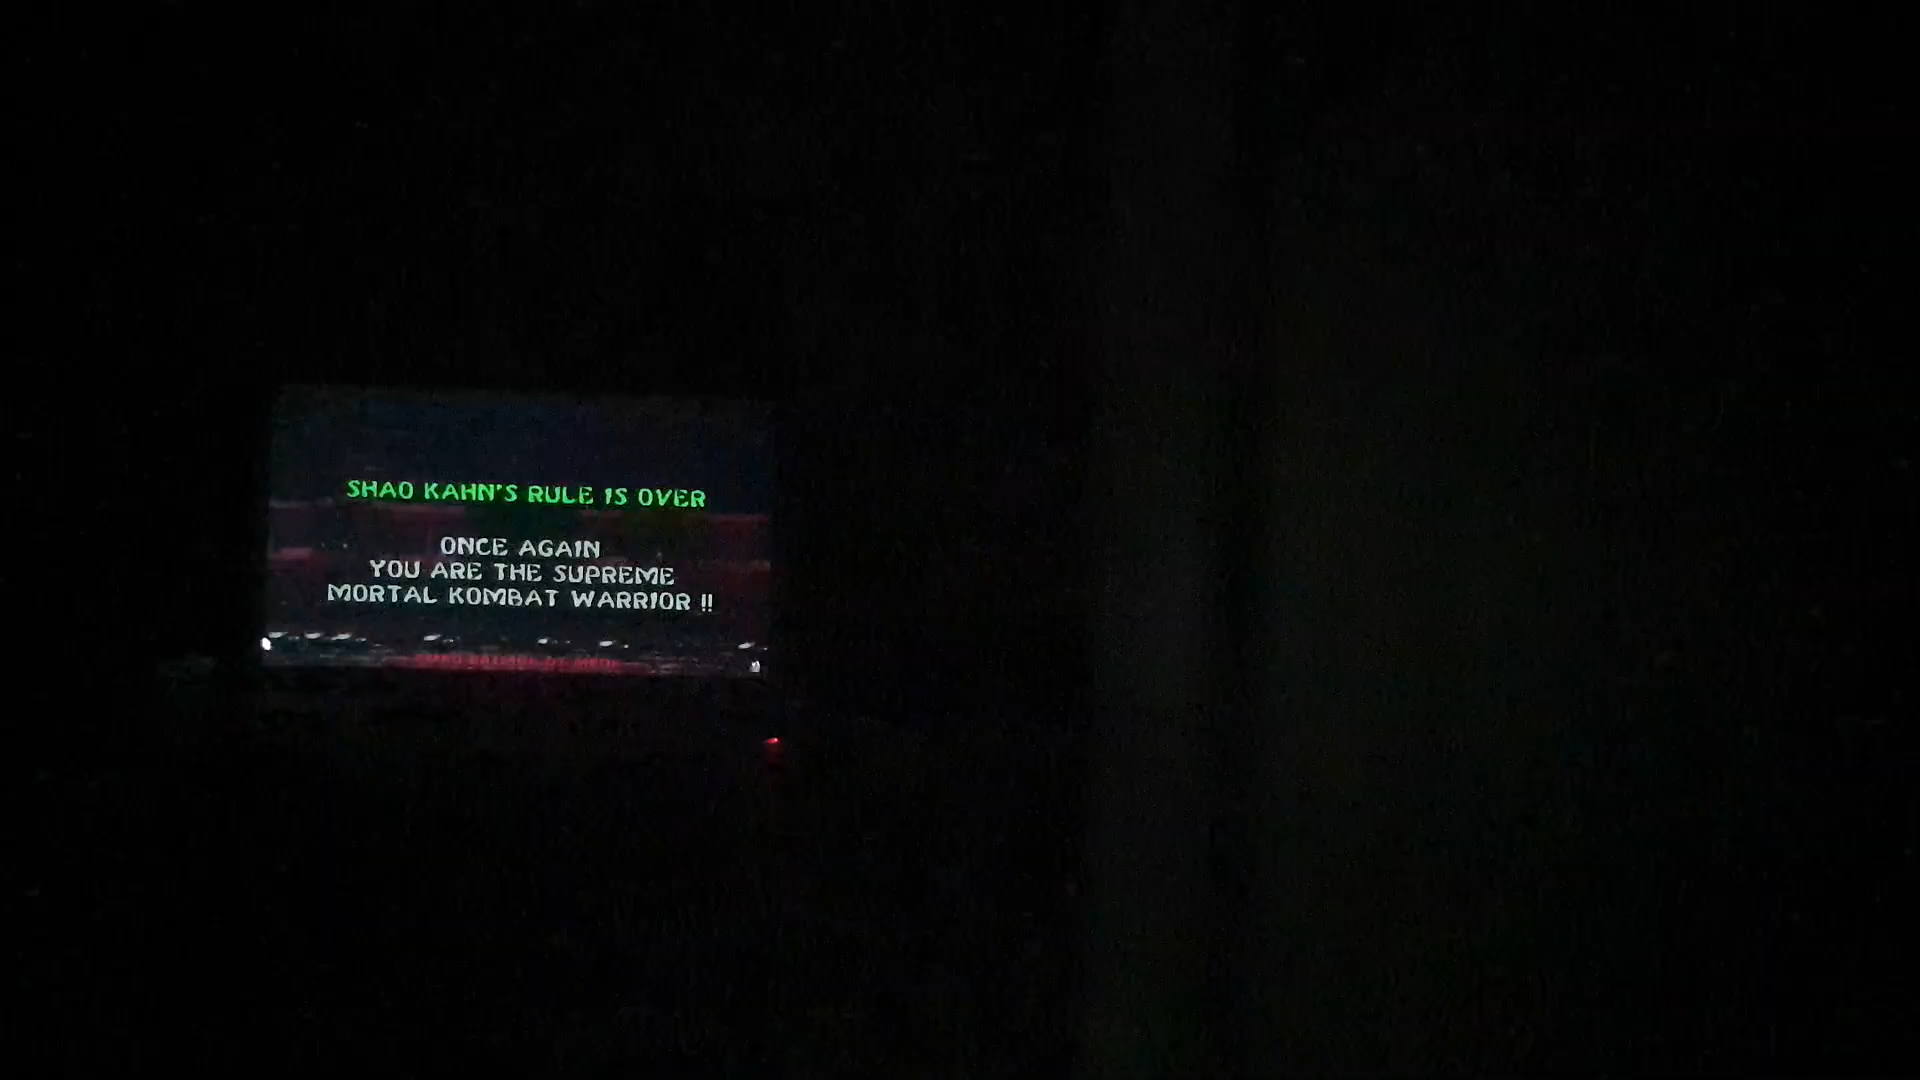 SHAO KAHN'S RULE IS OVER
ONCE AGAIN
YOU ARE THE SUPREME
MORTAL KOMBAT WARRIOR !!